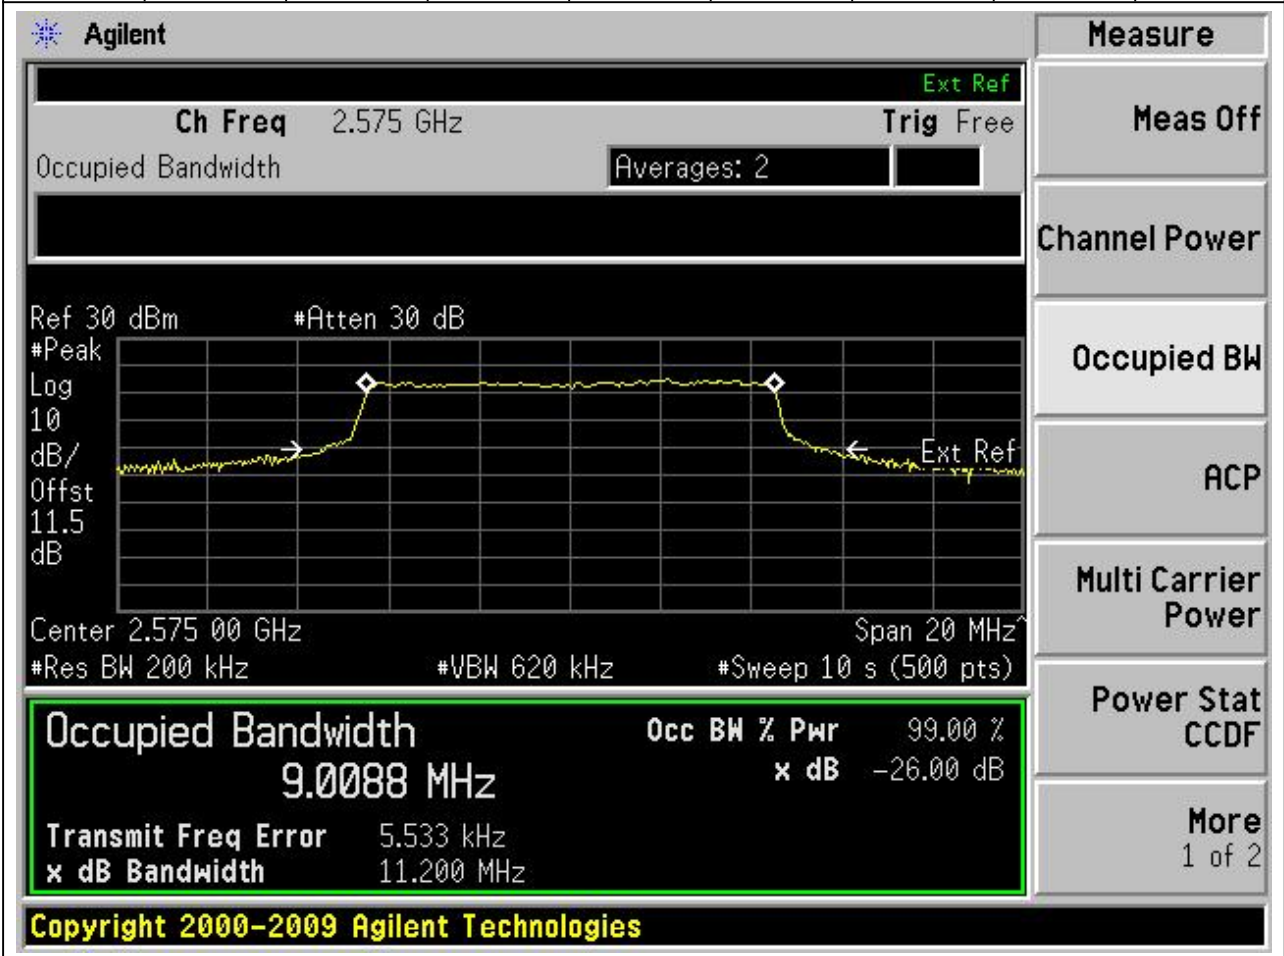 Agilent
Measure
Ext Ref
Ch Freq 2.575 GHz Trig Free
Meas Off
Occupied Bandwidth Averages: 2
Channel Power
Ref 30 dBm #Atten 30 dB
#Peak
Log
10
dB/
Offst
11.5
dB
Ext Ref
Occupied BW
ACP
Center 2.575 00 GHz Span 20 MHz^
#Res BW 200 kHz #VBW 620 kHz #Sweep 10 s (500 pts)
Multi Carrier
Power
Occupied Bandwidth Occ BW % Pwr 99.00 %
9.0088 MHz x dB -26.00 dB
Transmit Freq Error 5.533 kHz
x dB Bandwidth 11.200 MHz
Power Stat
CCDF
More
1 of 2
Copyright 2000-2009 Agilent Technologies